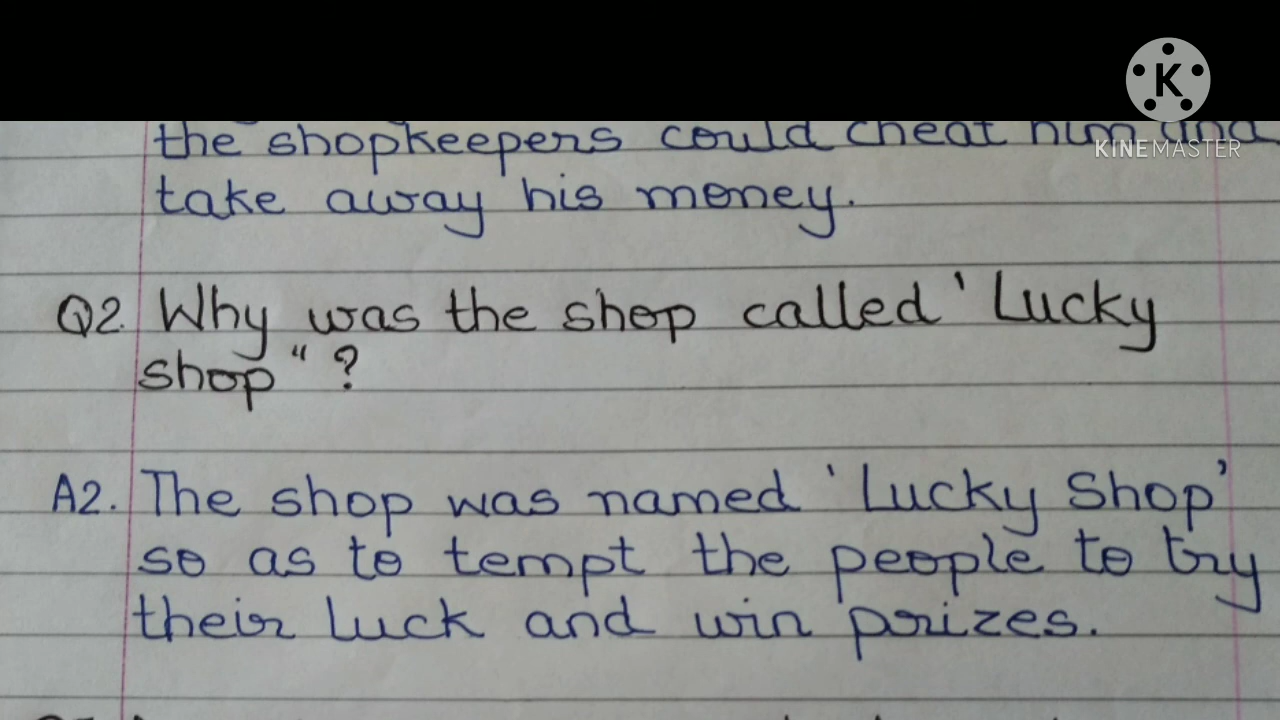 K
KINEMASTER
the shopkeepers could cheat him and
take away his money.
Q2. Why was the shop called ' Lucky
shop " ?
A2. The shop was named 'Lucky Shop'
so as to tempt the people to try
their luck and win prizes.